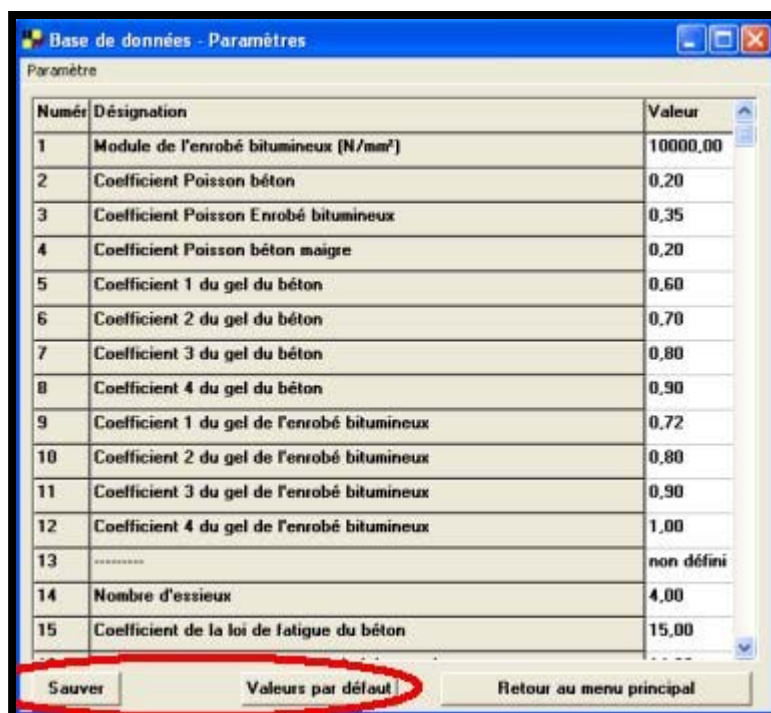 Base de données - Paramètres
Paramètre
Numér Désignation Valeur
1 Module de l'enrobé bitumineux (N/mm²) 10000,00
2 Coefficient Poisson béton 0,20
3 Coefficient Poisson Enrobé bitumineux 0,35
4 Coefficient Poisson béton maigre 0,20
5 Coefficient 1 du gel du béton 0,60
6 Coefficient 2 du gel du béton 0,70
7 Coefficient 3 du gel du béton 0,80
8 Coefficient 4 du gel du béton 0,90
9 Coefficient 1 du gel de l'enrobé bitumineux 0,72
10 Coefficient 2 du gel de l'enrobé bitumineux 0,80
11 Coefficient 3 du gel de l'enrobé bitumineux 0,90
12 Coefficient 4 du gel de l'enrobé bitumineux 1,00
13 --------- non défini
14 Nombre d'essieux 4,00
15 Coefficient de la loi de fatigue du béton 15,00
Sauver Valeurs par défaut Retour au menu principal